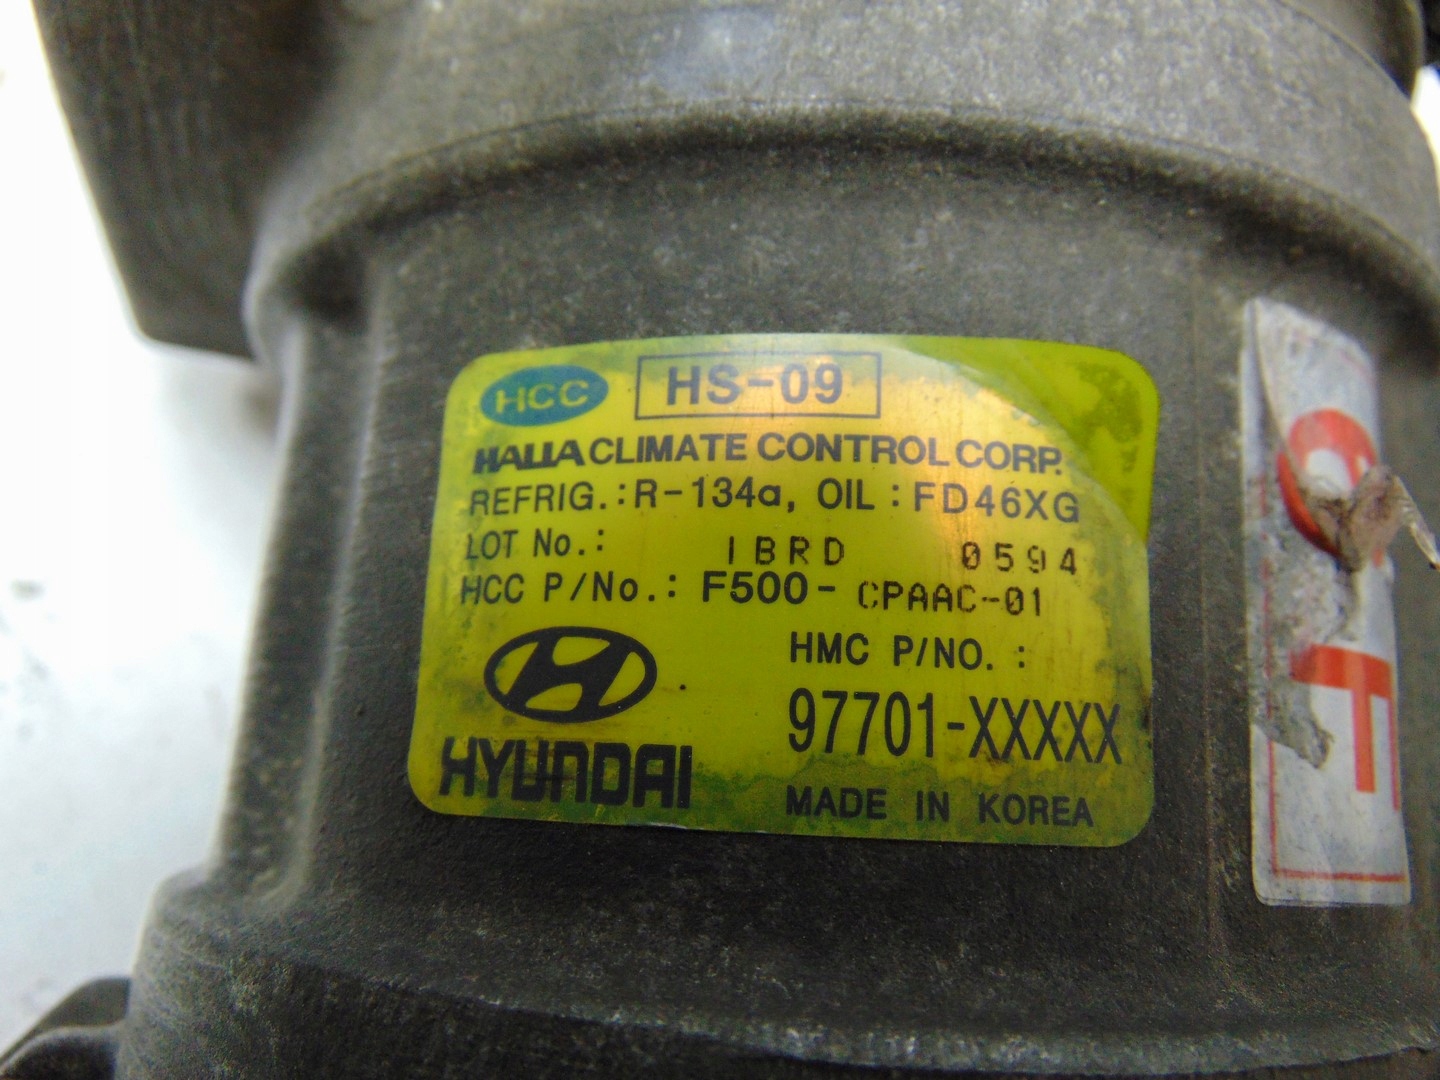 HCC HS-09
HALLA CLIMATE CONTROL CORP.
REFRIG.:R-134a, OIL : FD46XG
LOT No.: IBRD 0594
HCC P/No.: F500- CPAAC-01
HMC P/NO. :
97701-XXXXX
HYUNDAI
MADE IN KOREA